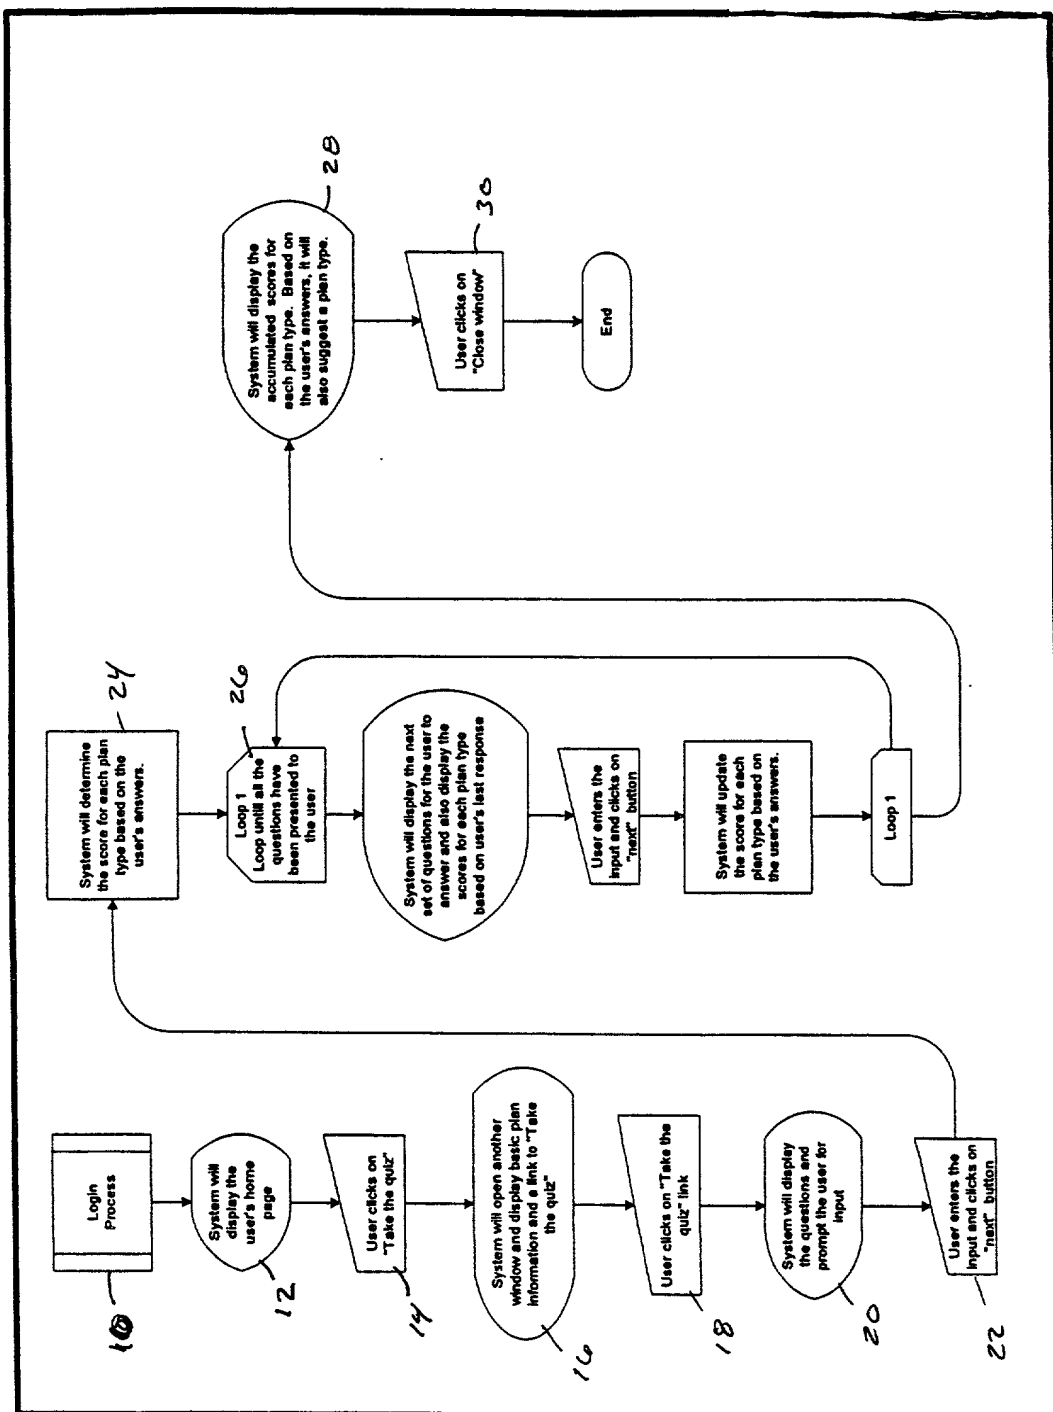 Login
Process
10
System will
display the
user's home
page
12
User clicks on
"Take the quiz"
14
System will open another
window and display basic plan
information and a link to "Take
the quiz"
16
User clicks on "Take the
quiz" link
18
System will display
the questions and
prompt the user for
input
20
User enters the
input and clicks on
"next" button
22
System will determine
the score for each plan
type based on the
user's answers.
24
Loop 1
Loop untill all the
questions have
been presented to
the user
26
System will display the next
set of questions for the user to
answer and also display the
scores for each plan type
based on user's last response
User enters the
input and clicks on
"next" button
System will update
the score for each
plan type based on
the user's answers.
Loop 1
System will display the
accumulated scores for
each plan type. Based on
the user's answers, it will
also suggest a plan type.
28
User clicks on
"Close window"
30
End